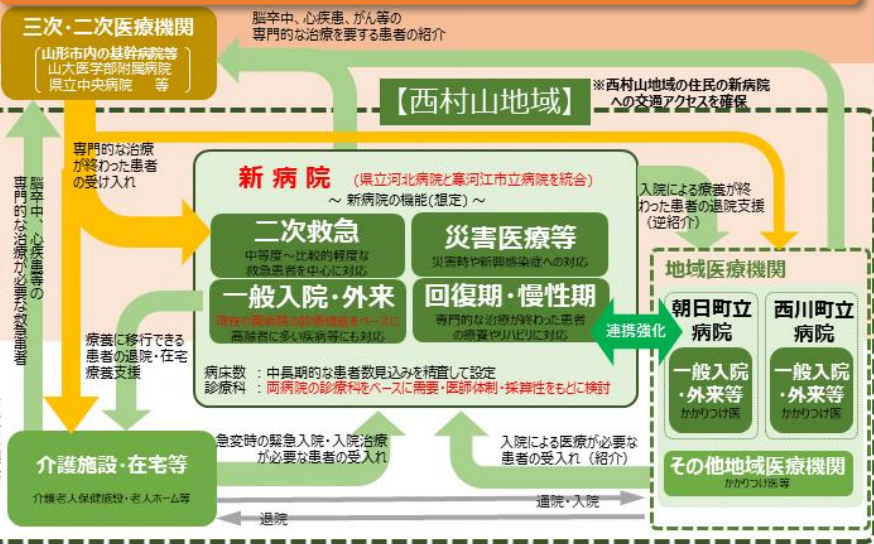 三次・二次医療機関
山形市内の基幹病院等
山大医学部附属病院
県立中央病院 等
脳卒中、心疾患、がん等の
専門的な治療を要する患者の紹介
【西村山地域】
※西村山地域の住民の新病院
への交通アクセスを確保
専門的な治療
が終わった患者
の受け入れ
脳卒中、心疾患等の
専門的な治療が必要な救急患者
新病院 (県立河北病院と寒河江市立病院を統合)
～ 新病院の機能(想定) ～
二次救急
中等度～比較的軽度な
救急患者を中心に対応
災害医療等
災害時や新興感染症への対応
一般入院・外来
現在の両病院の診療機能をベースに
高齢者に多い疾病等にも対応
回復期・慢性期
専門的な治療が終わった患者
の療養やリハビリに対応
病床数 ：中長期的な患者数見込みを精査して設定
診療科 ：両病院の診療科をベースに需要・医師体制・採算性をもとに検討
入院による療養が終
わった患者の退院支援
(逆紹介)
連携強化
地域医療機関
朝日町立
病院
一般入院
・外来等
かかりつけ医
西川町立
病院
一般入院
・外来等
かかりつけ医
その他地域医療機関
かかりつけ医等
療養に移行できる
患者の退院・在宅
療養支援
介護施設・在宅等
介護老人保健施設・老人ホーム等
急変時の緊急入院・入院治療
が必要な患者の受入れ
入院による医療が必要な
患者の受入れ（紹介）
通院・入院
退院